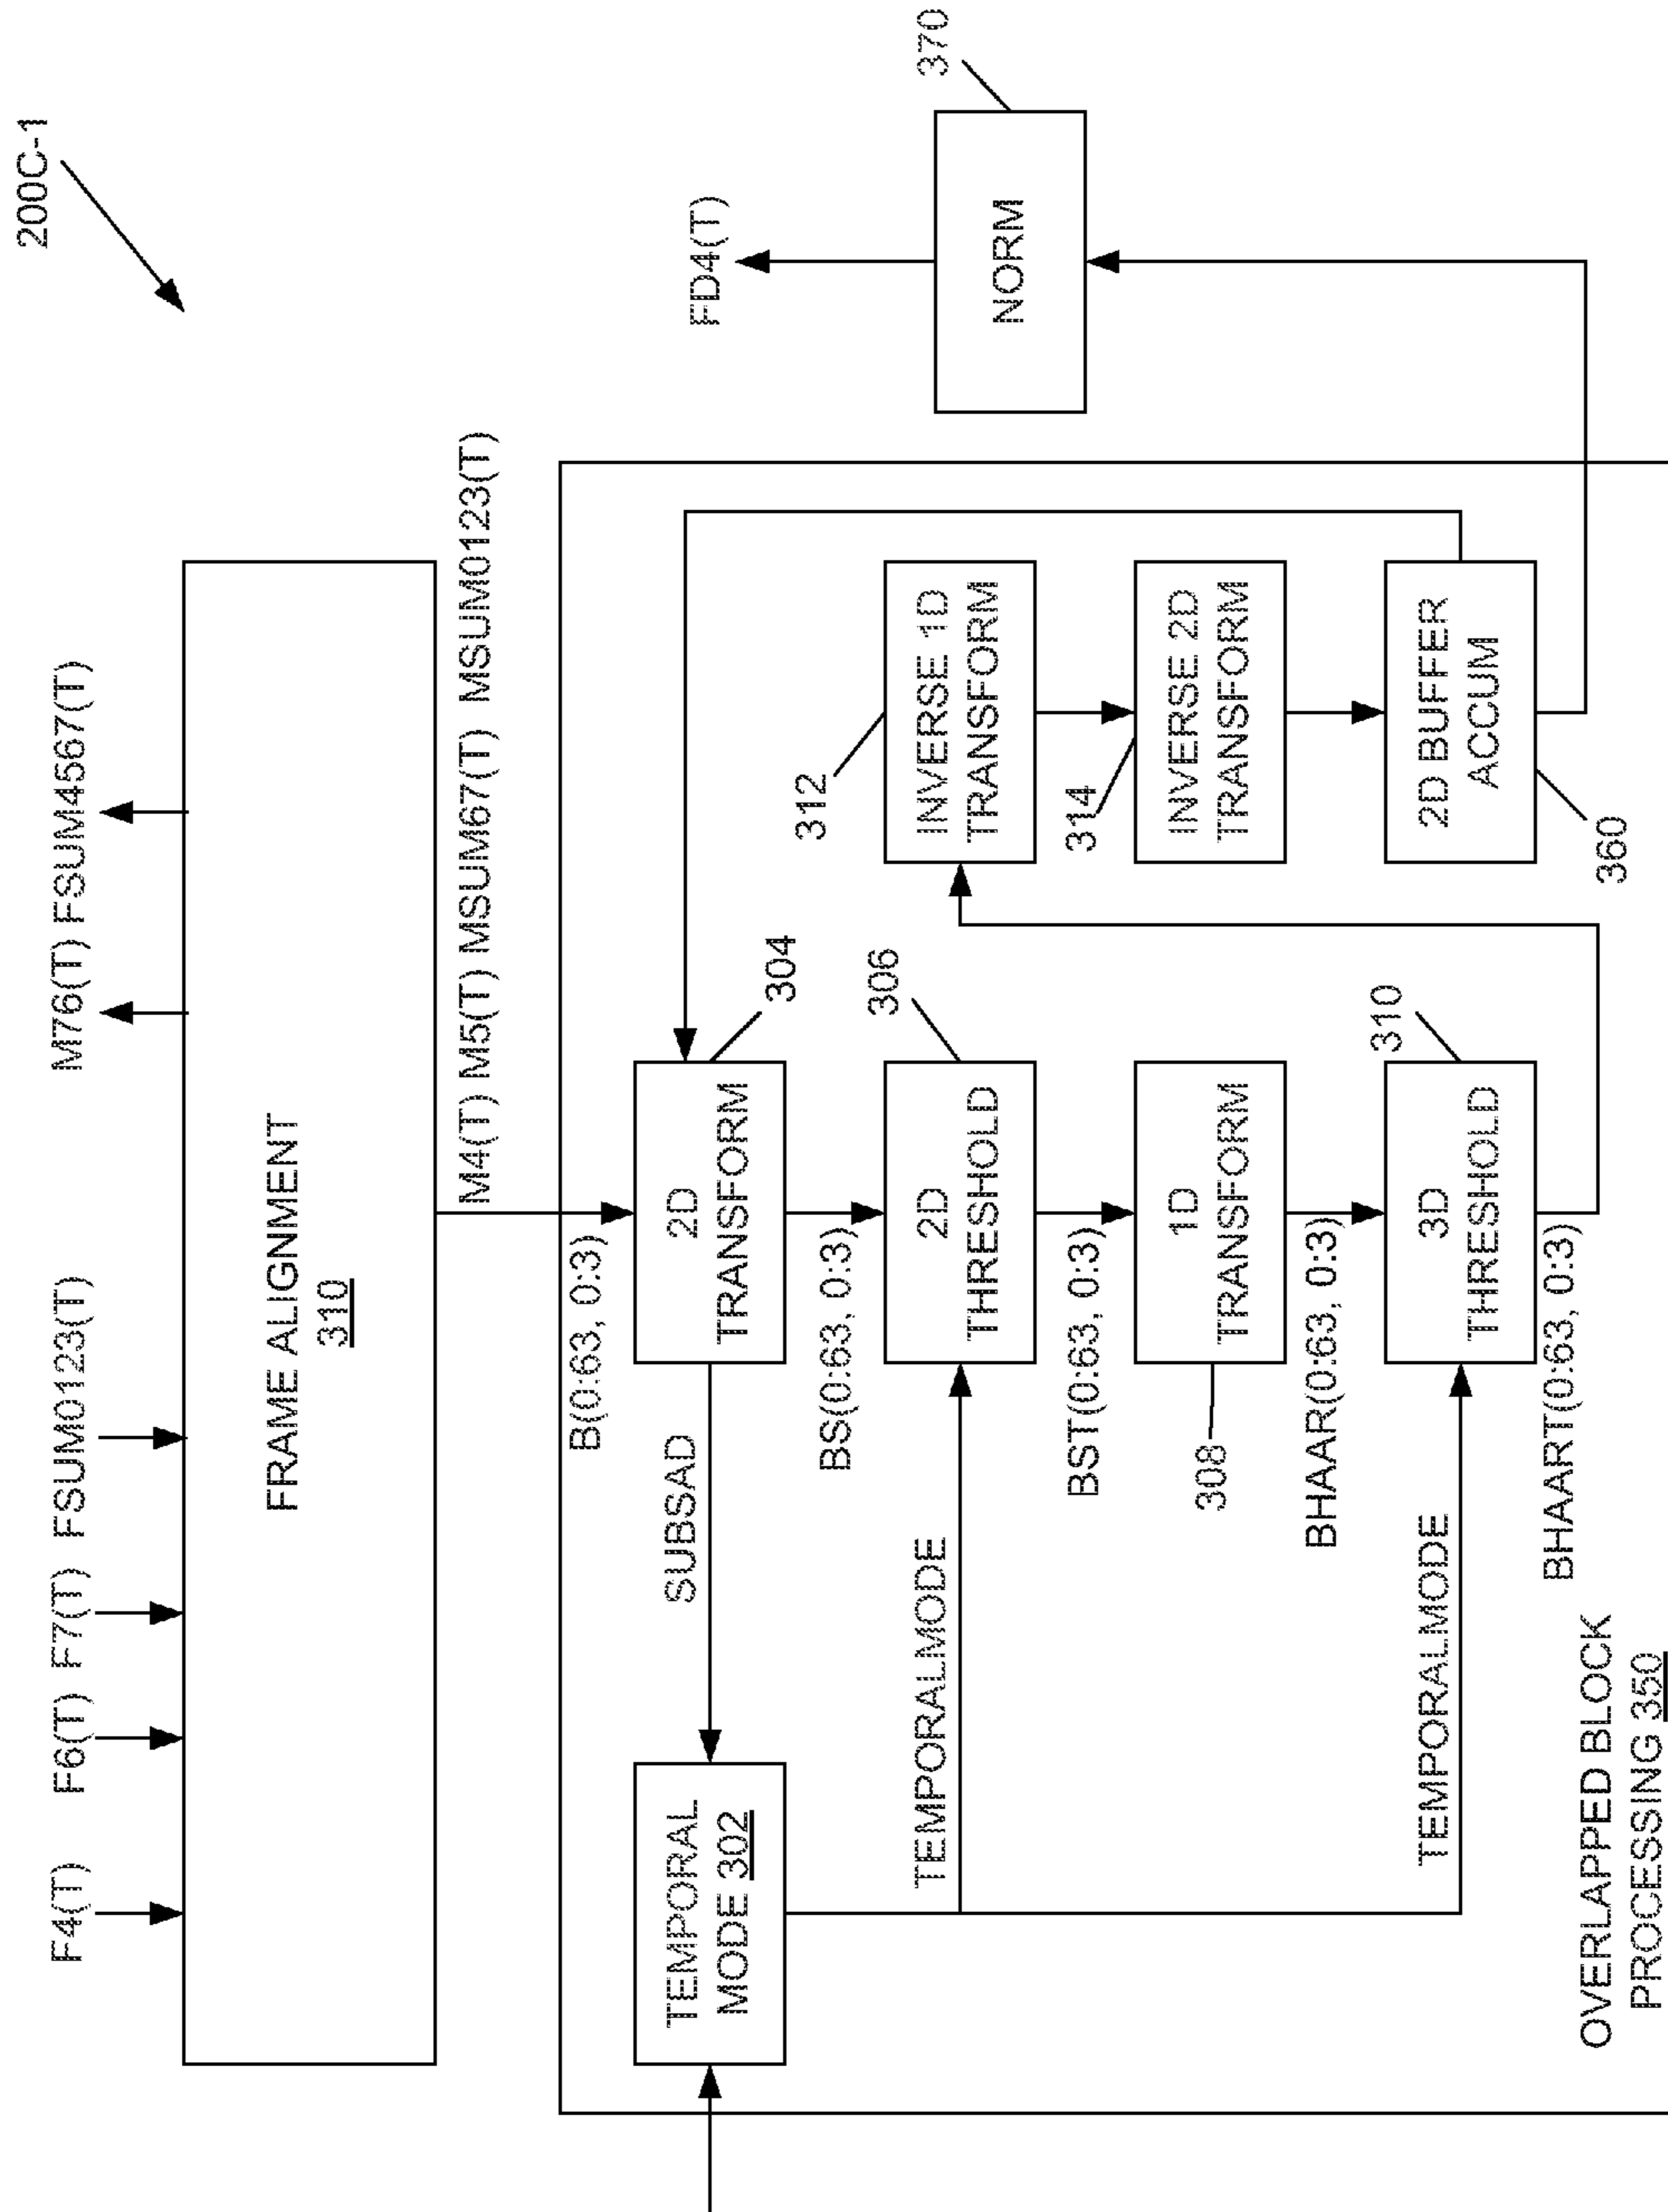 200C-1
F4(T) F6(T) F7(T) FSUM0123(T) M76(T) FSUM4567(T)
FRAME ALIGNMENT
310
M4(T) M5(T) MSUM67(T) MSUM0123(T)
B(0:63, 0:3)
TEMPORAL
MODE 302
SUBSAD
2D
TRANSFORM
304
BS(0:63, 0:3)
TEMPORALMODE
2D
THRESHOLD
306
BST(0:63, 0:3)
1D
TRANSFORM
308
BHAAR(0:63, 0:3)
TEMPORALMODE
3D
THRESHOLD
310
BHAART(0:63, 0:3)
312
INVERSE 1D
TRANSFORM
314
INVERSE 2D
TRANSFORM
2D BUFFER
ACCUM
360
FD4(T)
NORM
370
OVERLAPPED BLOCK
PROCESSING 350